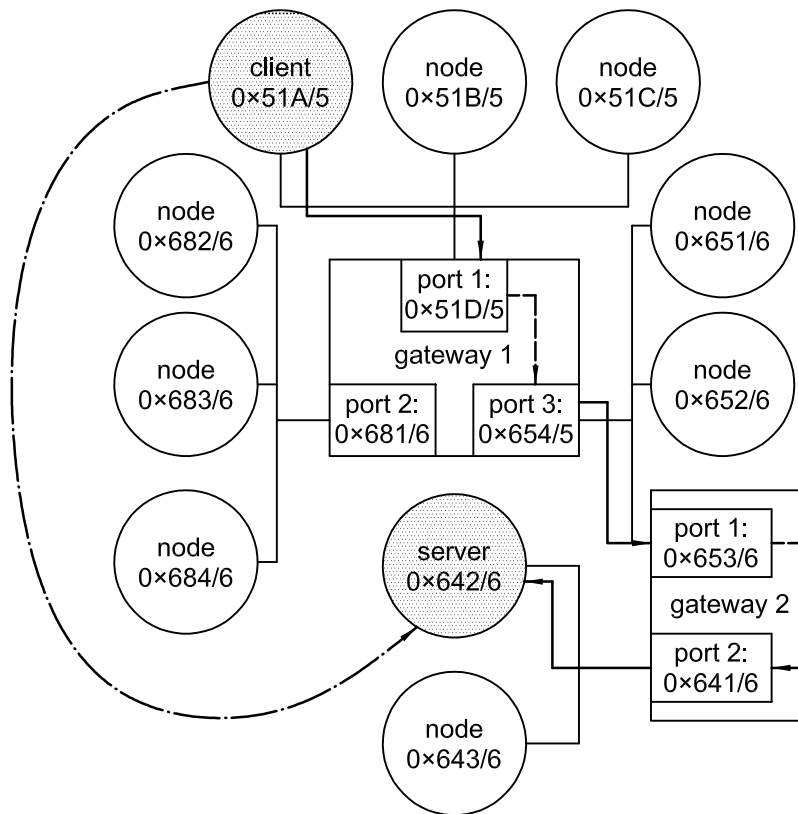 client
0×51A/5
node
0×51B/5
node
0×51C/5
node
0×682/6
node
0×651/6
port 1:
0×51D/5
gateway 1
node
0×683/6
port 2:
0×681/6
port 3:
0×654/5
node
0×652/6
node
0×684/6
server
0×642/6
port 1:
0×653/6
gateway 2
port 2:
0×641/6
node
0×643/6